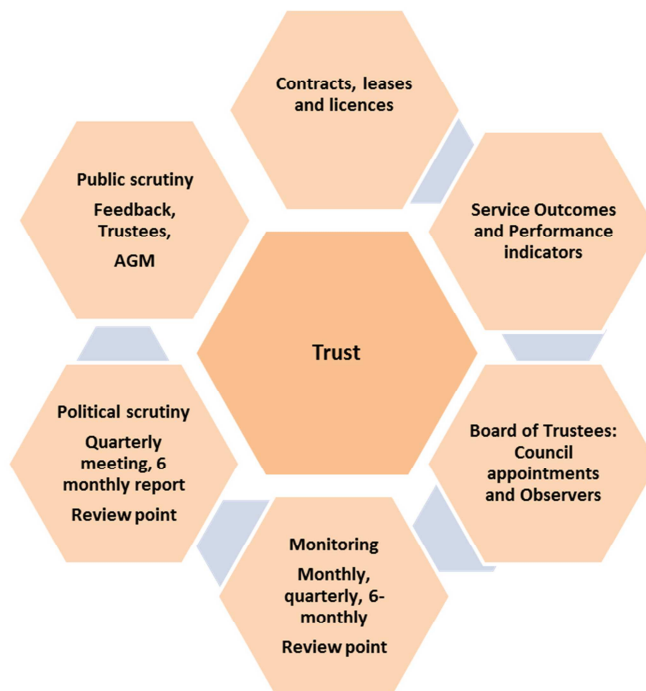 Contracts, leases
and licences
Service Outcomes
and Performance
indicators
Board of Trustees:
Council
appointments
and Observers
Monitoring
Monthly,
quarterly, 6-
monthly
Review point
Political scrutiny
Quarterly
meeting, 6
monthly report
Review point
Public scrutiny
Feedback,
Trustees,
AGM
Trust